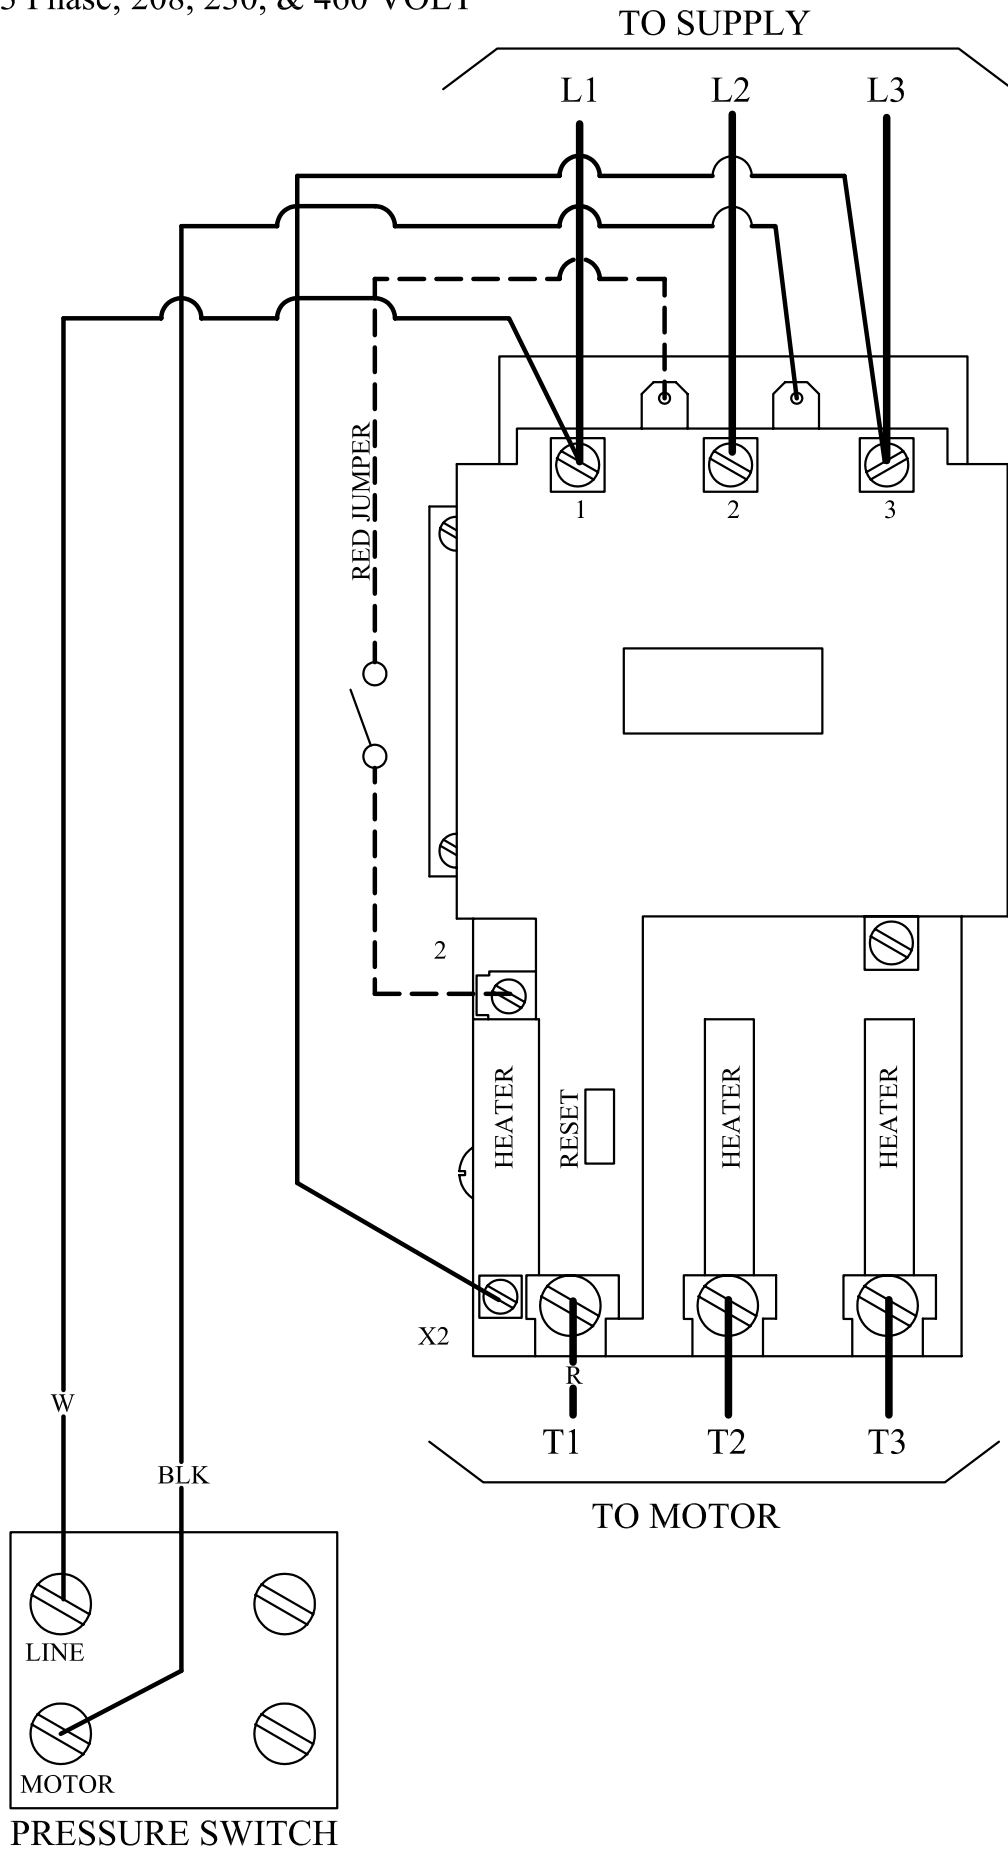 3 Phase, 208, 230, & 460 VOLT
TO SUPPLY
L1 L2 L3
1 2 3
RED JUMPER
2
HEATER RESET HEATER HEATER
X2
R
W
T1 T2 T3
BLK
TO MOTOR
LINE
MOTOR
PRESSURE SWITCH